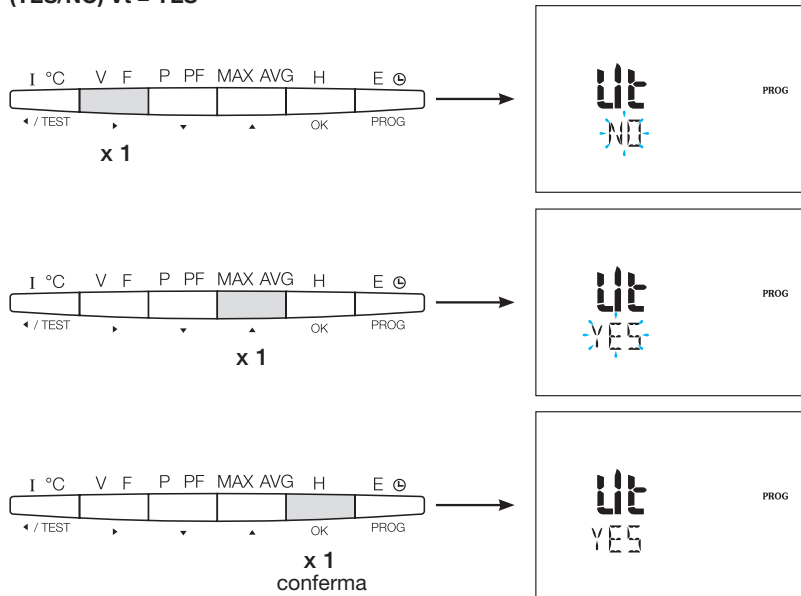 (YES/NO) Vt = YES
I °C V F P PF MAX AVG H E
/ TEST OK PROG
x 1
Ut
NO
PROG
I °C V F P PF MAX AVG H E
/ TEST OK PROG
x 1
Ut
YES
PROG
I °C V F P PF MAX AVG H E
/ TEST OK PROG
x 1
conferma
Ut
YES
PROG